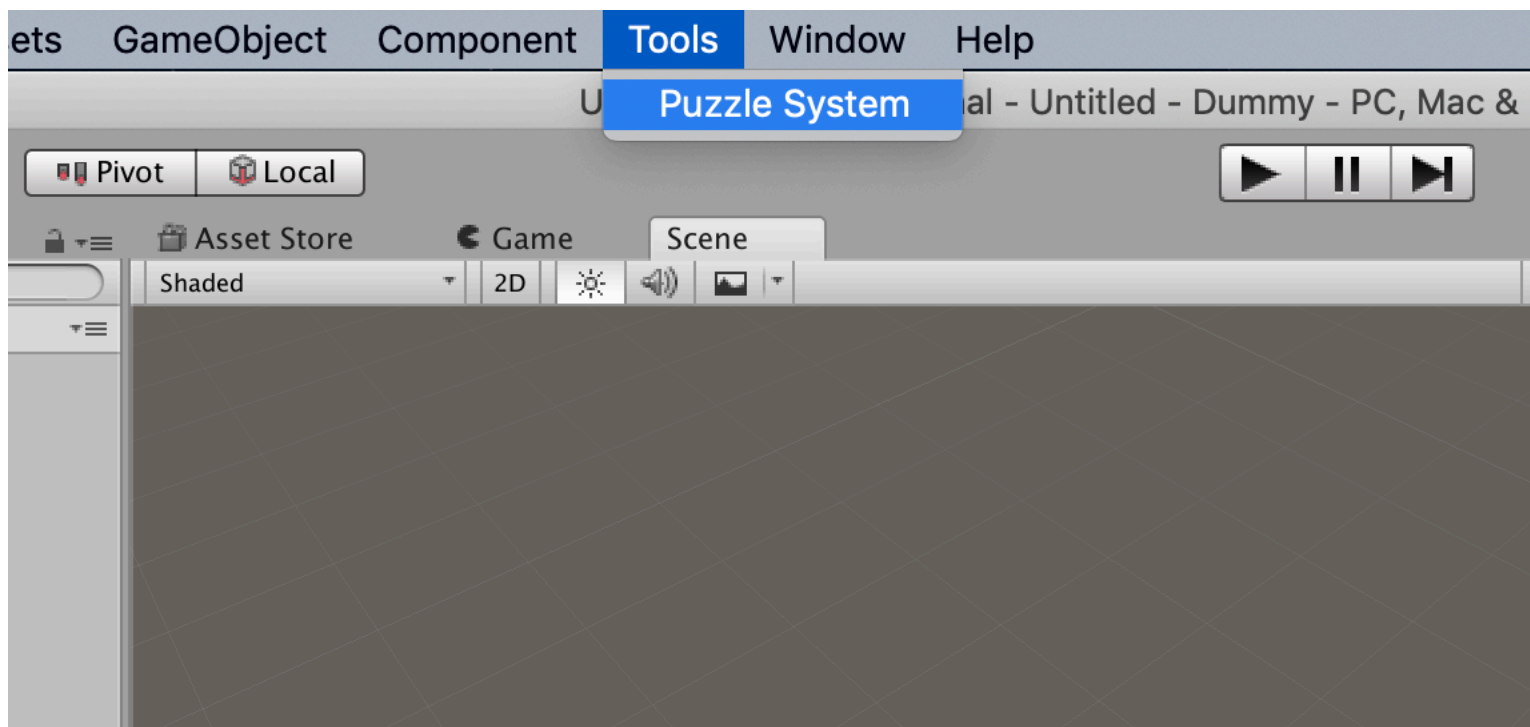 ets GameObject Component Tools Window Help
U
Puzzle System
al - Untitled - Dummy - PC, Mac &
Pivot Local
Asset Store Game Scene
Shaded 2D